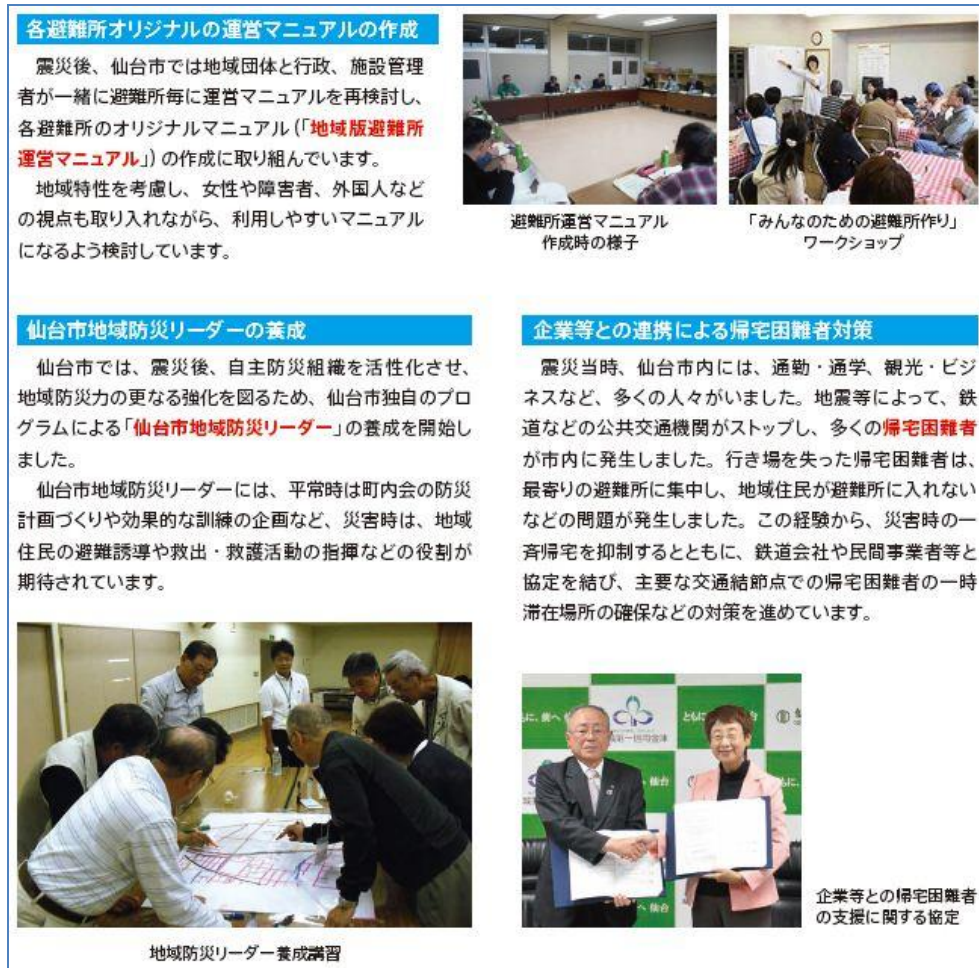 各避難所オリジナルの運営マニュアルの作成
震災後、仙台市では地域団体と行政、施設管理
者が一緒に避難所毎に運営マニュアルを再検討し、
各避難所のオリジナルマニュアル(「地域版避難所
運営マニュアル」)の作成に取り組んでいます。
地域特性を考慮し、女性や障害者、外国人など
の視点も取り入れながら、利用しやすいマニュアル
になるよう検討しています。
避難所運営マニュアル
作成時の様子
「みんなのための避難所作り」
ワークショップ
仙台市地域防災リーダーの養成
仙台市では、震災後、自主防災組織を活性化させ、
地域防災力の更なる強化を図るため、仙台市独自のプロ
グラムによる「仙台市地域防災リーダー」の養成を開始し
ました。
仙台市地域防災リーダーには、平常時は町内会の防災
計画づくりや効果的な訓練の企画など、災害時は、地域
住民の避難誘導や救出・救護活動の指揮などの役割が
期待されています。
地域防災リーダー養成講習
企業等との連携による帰宅困難者対策
震災当時、仙台市内には、通勤・通学、観光・ビジ
ネスなど、多くの人々がいました。地震等によって、鉄
道などの公共交通機関がストップし、多くの帰宅困難者
が市内に発生しました。行き場を失った帰宅困難者は、
最寄りの避難所に集中し、地域住民が避難所に入れない
などの問題が発生しました。この経験から、災害時の一
斉帰宅を抑制するとともに、鉄道会社や民間事業者等と
協定を結び、主要な交通結節点での帰宅困難者の一時
滞在場所の確保などの対策を進めています。
ともに、前へ 仙台
企業等との帰宅困難者
の支援に関する協定